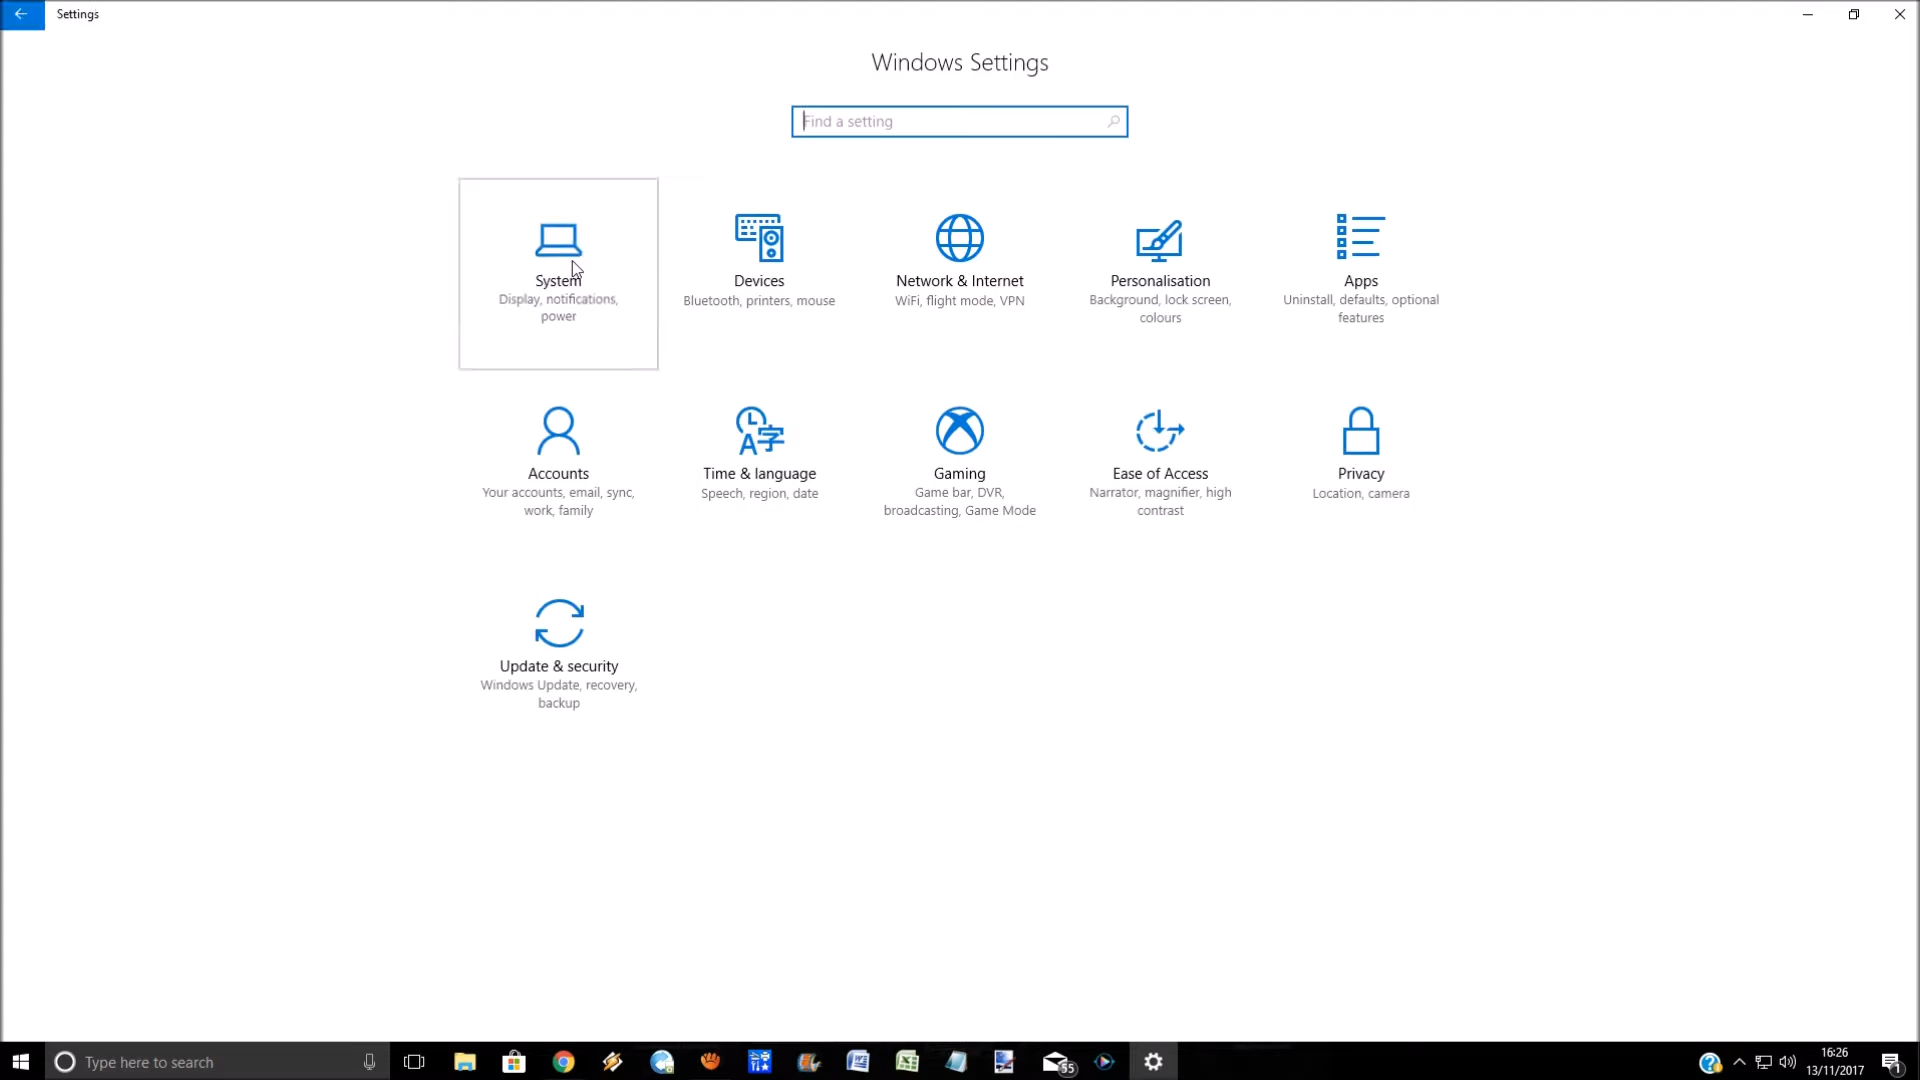 Settings
Windows Settings
Find a setting
System
Display, notifications,
power
Devices
Bluetooth, printers, mouse
Network & Internet
WiFi, flight mode, VPN
Personalisation
Background, lock screen,
colours
Apps
Uninstall, defaults, optional
features
Accounts
Your accounts, email, sync,
work, family
Time & language
Speech, region, date
Gaming
Game bar, DVR,
broadcasting, Game Mode
Ease of Access
Narrator, magnifier, high
contrast
Privacy
Location, camera
Update & security
Windows Update, recovery,
backup
Type here to search
55
16:26
13/11/2017
1